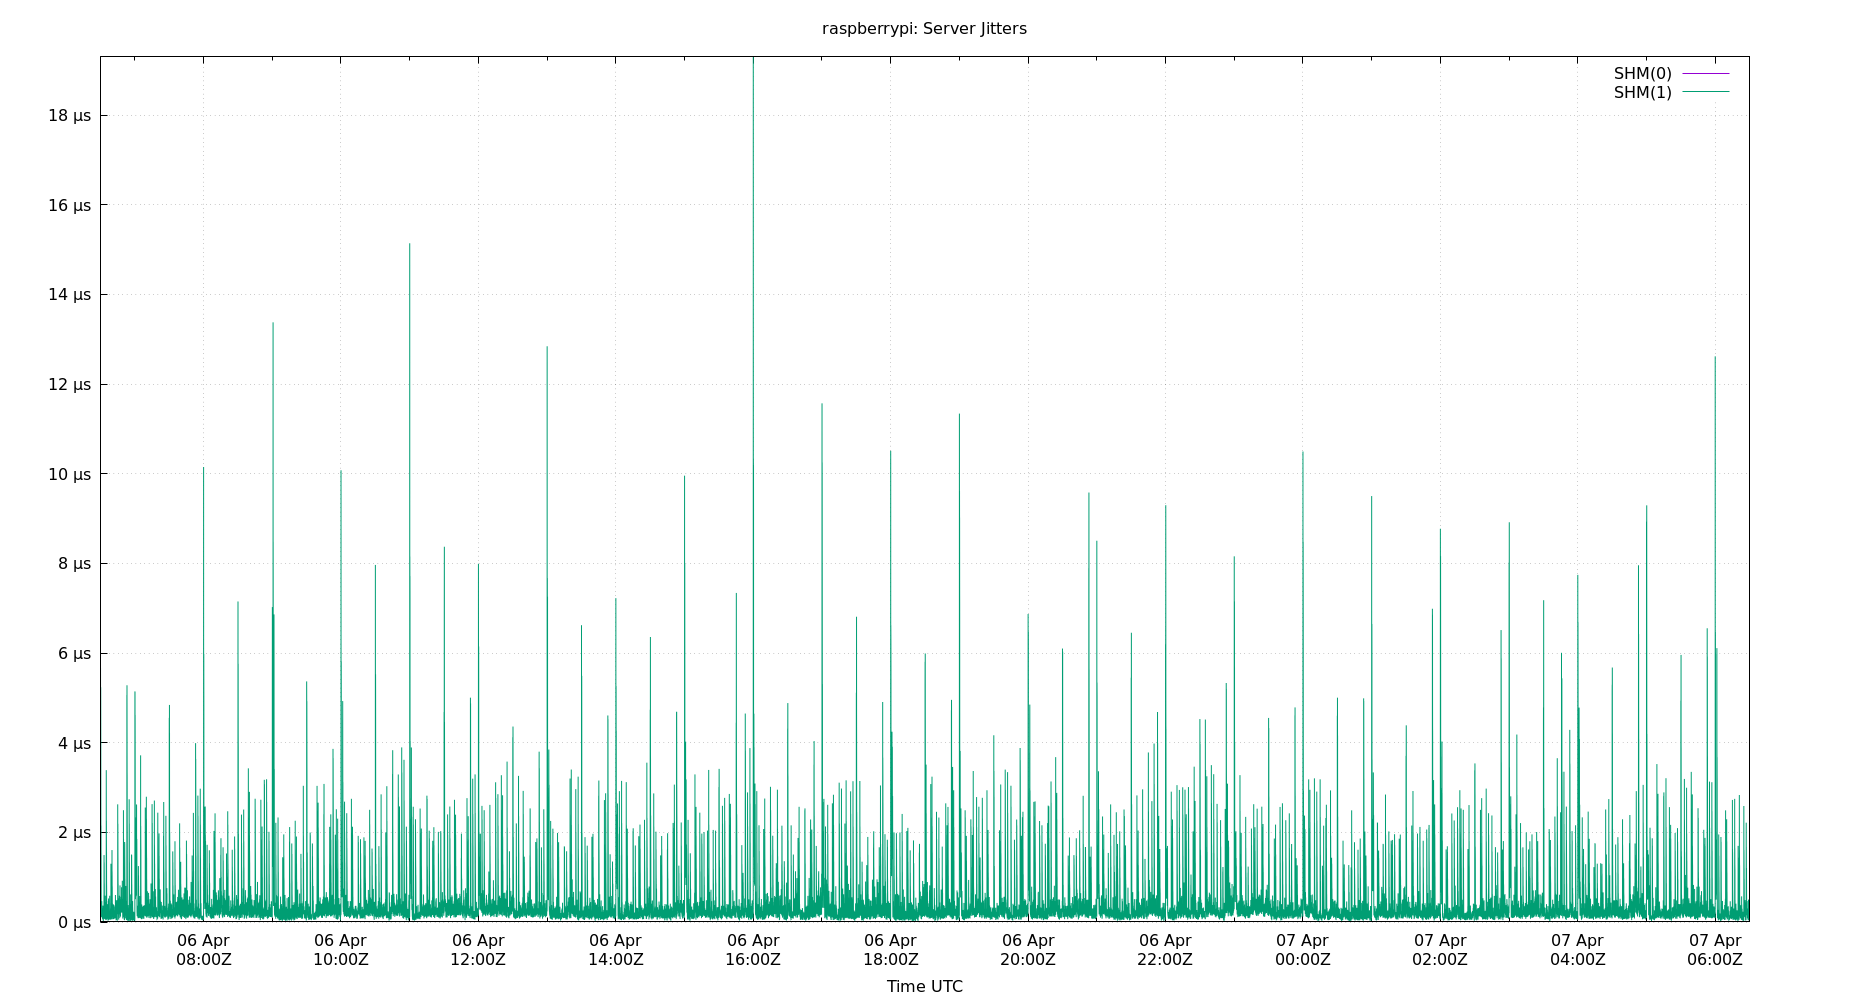 raspberrypi: Server Jitters
SHM(0)
SHM(1)
18 µs
16 µs
14 µs
12 µs
10 µs
8 µs
6 µs
4 µs
2 µs
0 µs
06 Apr 06 Apr 06 Apr 06 Apr 06 Apr 06 Apr 06 Apr 06 Apr 07 Apr 07 Apr 07 Apr 07 Apr
08:00Z 10:00Z 12:00Z 14:00Z 16:00Z 18:00Z 20:00Z 22:00Z 00:00Z 02:00Z 04:00Z 06:00Z
Time UTC